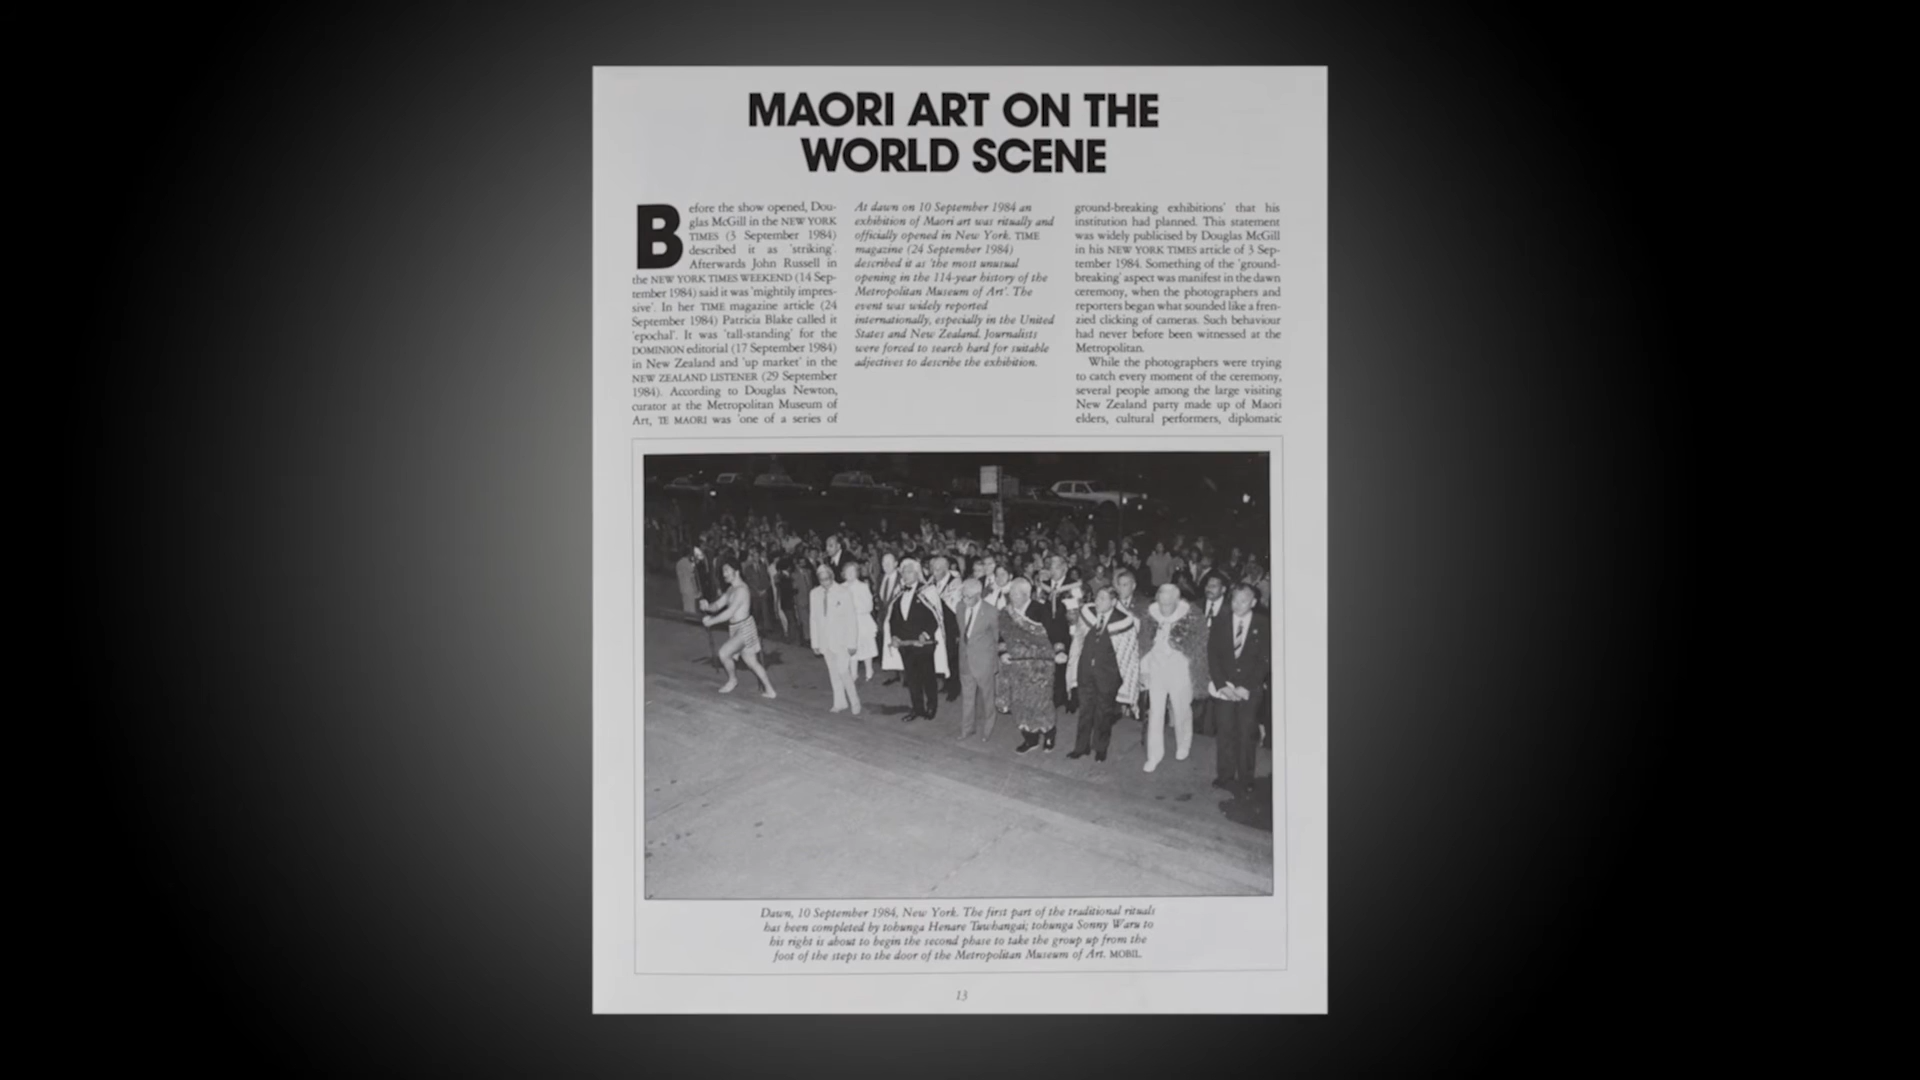 MAORI ART ON THE
WORLD SCENE
Before the show opened, Dou-
glas McGill in the NEW YORK
TIMES (3 September 1984)
described it as 'striking'.
Afterwards John Russell in
the NEW YORK TIMES WEEKEND (14 Sep-
tember 1984) said it was 'mightily impres-
sive'. In her TIME magazine article (24
September 1984) Patricia Blake called it
'epochal'. It was 'tall-standing' for the
DOMINION editorial (17 September 1984)
in New Zealand and 'up market' in the
NEW ZEALAND LISTENER (29 September
1984). According to Douglas Newton,
curator at the Metropolitan Museum of
Art, TE MAORI was 'one of a series of
At dawn on 10 September 1984 an
exhibition of Maori art was ritually and
officially opened in New York. TIME
magazine (24 September 1984)
described it as 'the most unusual
opening in the 114-year history of the
Metropolitan Museum of Art'. The
event was widely reported
internationally, especially in the United
States and New Zealand. Journalists
were forced to search hard for suitable
adjectives to describe the exhibition.
ground-breaking exhibitions' that his
institution had planned. This statement
was widely publicised by Douglas McGill
in his NEW YORK TIMES article of 3 Sep-
tember 1984. Something of the 'ground-
breaking' aspect was manifest in the dawn
ceremony, when the photographers and
reporters began what sounded like a fren-
zied clicking of cameras. Such behaviour
had never before been witnessed at the
Metropolitan.
While the photographers were trying
to catch every moment of the ceremony,
several people among the large visiting
New Zealand party made up of Maori
elders, cultural performers, diplomatic
Dawn, 10 September 1984, New York. The first part of the traditional rituals
has been completed by tohunga Henare Tuwhangai; tohunga Sonny Waru to
his right is about to begin the second phase to take the group up from the
foot of the steps to the door of the Metropolitan Museum of Art. MOBIL.
13